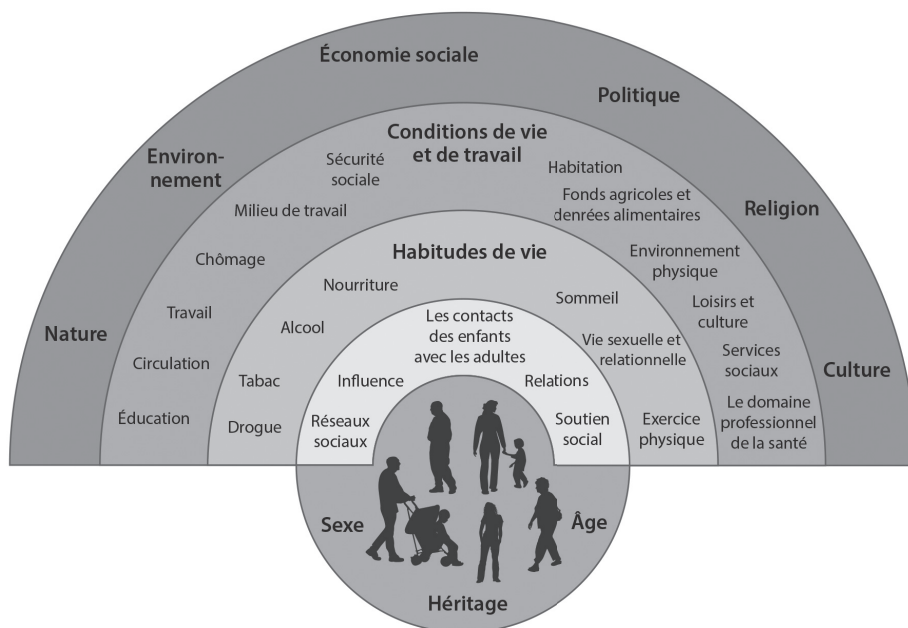 Économie sociale
Politique
Environ-
nement
Religion
Nature
Culture
Conditions de vie
et de travail
Sécurité
sociale
Habitation
Milieu de travail
Fonds agricoles et
denrées alimentaires
Chômage
Environnement
physique
Travail
Loisirs et
culture
Circulation
Services
sociaux
Éducation
Le domaine
professionnel
de la santé
Habitudes de vie
Nourriture
Sommeil
Alcool
Vie sexuelle et
relationnelle
Tabac
Drogue
Exercice
physique
Les contacts
des enfants
avec les adultes
Influence
Relations
Réseaux
sociaux
Soutien
social
Sexe
Âge
Héritage